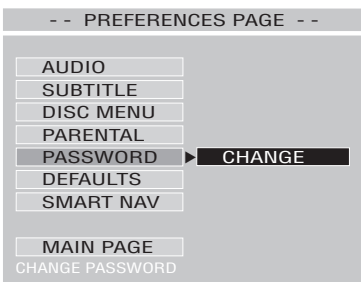 - - PREFERENCES PAGE - -
AUDIO
SUBTITLE
DISC MENU
PARENTAL
PASSWORD CHANGE
DEFAULTS
SMART NAV
MAIN PAGE
CHANGE PASSWORD